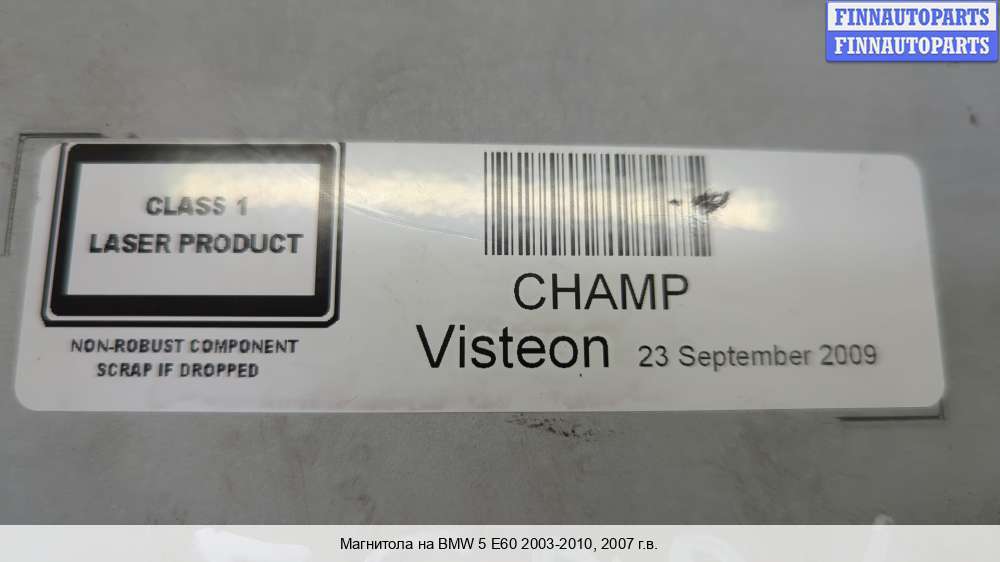 FINNAUTOPARTS
FINNAUTOPARTS
CLASS 1
LASER PRODUCT
NON-ROBUST COMPONENT
SCRAP IF DROPPED
CHAMP
Visteon 23 September 2009
Магнитола на BMW 5 E60 2003-2010, 2007 г.в.